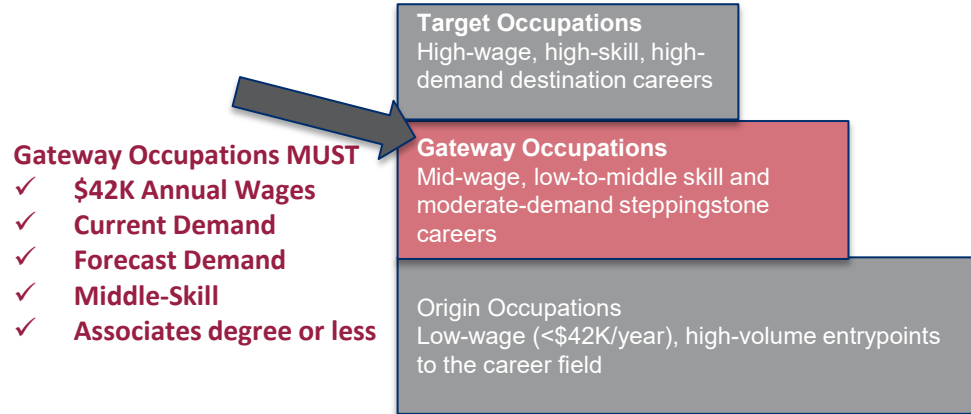 Target Occupations
High-wage, high-skill, high-
demand destination careers
Gateway Occupations MUST
✓ $42K Annual Wages
✓ Current Demand
✓ Forecast Demand
✓ Middle-Skill
✓ Associates degree or less
Gateway Occupations
Mid-wage, low-to-middle skill and
moderate-demand steppingstone
careers
Origin Occupations
Low-wage (<$42K/year), high-volume entrypoints
to the career field